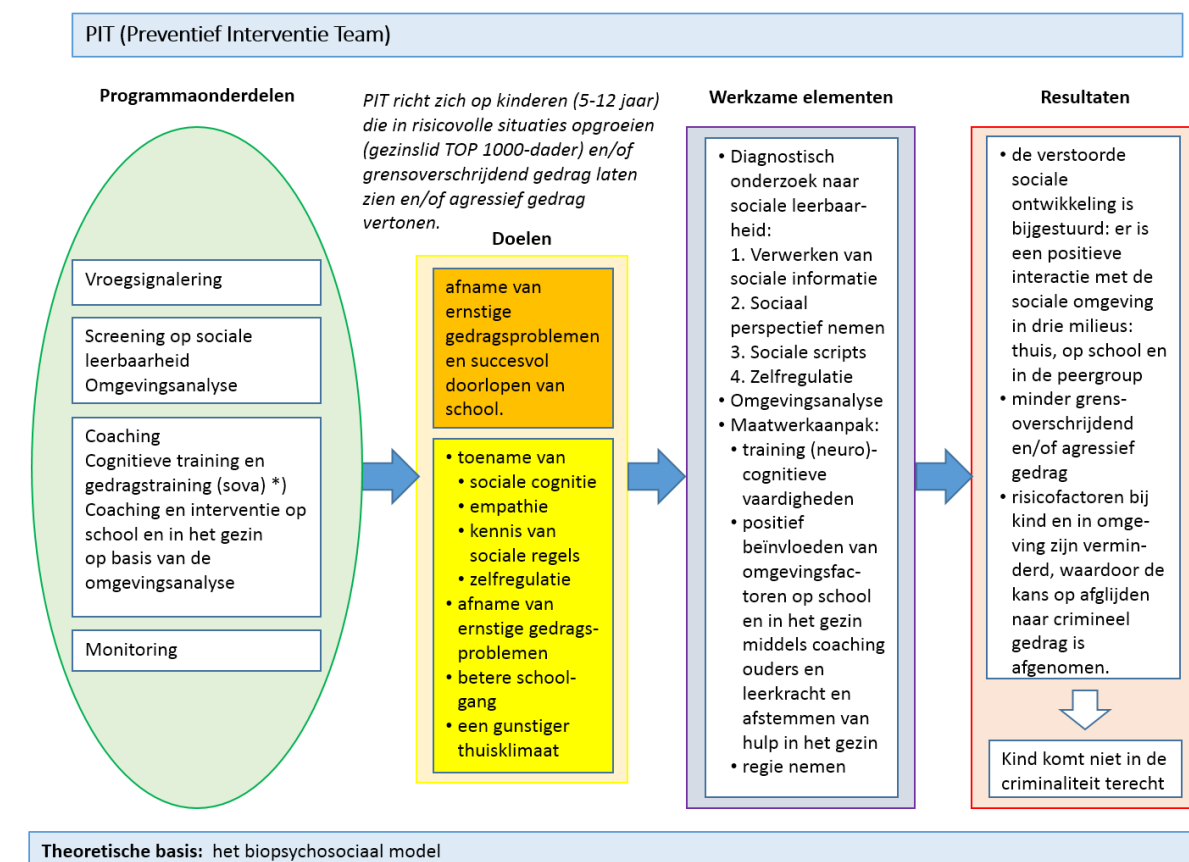 PIT (Preventief Interventie Team)
Programmaonderdelen
Vroegsignalering
Screening op sociale
leerbaarheid
Omgevingsanalyse
Coaching
Cognitieve training en
gedragstraining (sova) *)
Coaching en interventie op
school en in het gezin
op basis van de
omgevingsanalyse
Monitoring
PIT richt zich op kinderen (5-12 jaar)
die in risicovolle situaties opgroeien
(gezinslid TOP 1000-dader) en/of
grensoverschrijdend gedrag laten
zien en/of agressief gedrag
vertonen.
Doelen
afname van
ernstige
gedragsproblemen
en succesvol
doorlopen van
school.
• toename van
• sociale cognitie
• empathie
• kennis van
sociale regels
• zelfregulatie
• afname van
ernstige gedrags-
problemen
• betere school-
gang
• een gunstiger
thuisklimaat
Werkzame elementen
• Diagnostisch
onderzoek naar
sociale leerbaar-
heid:
1. Verwerken van
sociale informatie
2. Sociaal
perspectief nemen
3. Sociale scripts
4. Zelfregulatie
• Omgevingsanalyse
• Maatwerkaanpak:
• training (neuro)-
cognitieve
vaardigheden
• positief
beïnvloeden van
omgevingsfac-
toren op school
en in het gezin
middels coaching
ouders en
leerkracht en
afstemmen van
hulp in het gezin
• regie nemen
Resultaten
• de verstoorde
sociale
ontwikkeling is
bijgestuurd: er is
een positieve
interactie met de
sociale omgeving
in drie milieus:
thuis, op school en
in de peergroup
• minder grens-
overschrijdend
en/of agressief
gedrag
• risicofactoren bij
kind en in omge-
ving zijn vermin-
derd, waardoor de
kans op afglijden
naar crimineel
gedrag is
afgenomen.
Kind komt niet in de
criminaliteit terecht
Theoretische basis: het biopsychosociaal model